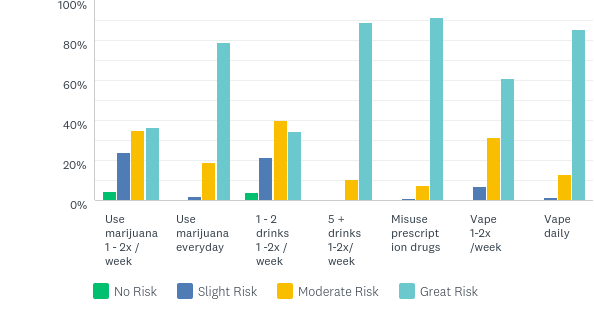 100%
80%
60%
40%
20%
0%
Use
marijuana
1 - 2x /
week
Use
marijuana
everyday
1 - 2
drinks
1 -2x /
week
5 +
drinks
1-2x/
week
Misuse
prescript
ion drugs
Vape
1-2x
/week
Vape
daily
No Risk
Slight Risk
Moderate Risk
Great Risk